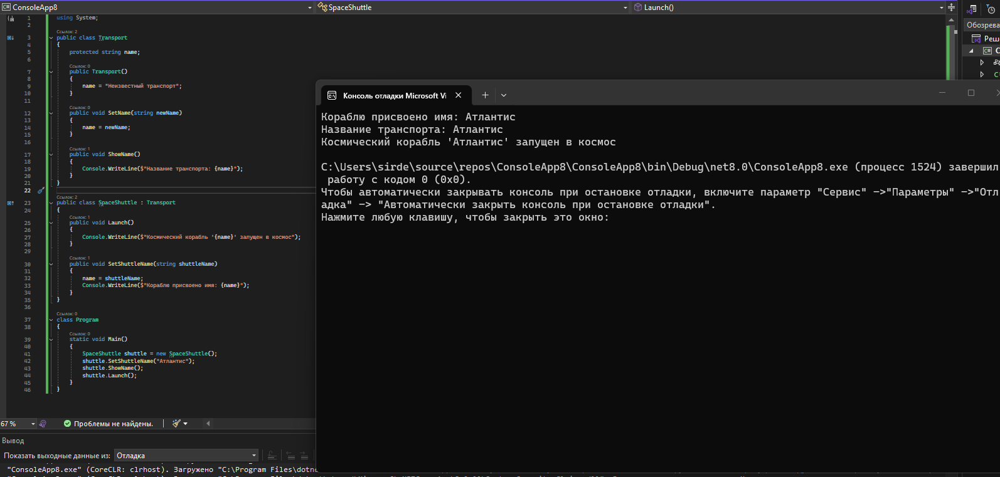 ConsoleApp8
SpaceShuttle
Launch()
Обозрева
Реш
1 using System;
2
Ссылок: 2
3 public class Transport
4 {
5 protected string name;
6
Ссылок: 0
7 public Transport()
8 {
9 name = "Неизвестный транспорт";
10 }
11
Ссылок: 0
12 public void SetName(string newName)
13 {
14 name = newName;
15 }
16
Ссылок: 1
17 public void ShowName()
18 {
19 Console.WriteLine($"Название транспорта: {name}");
20 }
21 }
22
Ссылок: 2
23 public class SpaceShuttle : Transport
24 {
Ссылок: 1
25 public void Launch()
26 {
27 Console.WriteLine($"Космический корабль '{name}' запущен в космос");
28 }
29
Ссылок: 1
30 public void SetShuttleName(string shuttleName)
31 {
32 name = shuttleName;
33 Console.WriteLine($"Кораблю присвоено имя: {name}");
34 }
35 }
36
Ссылок: 0
37 class Program
38 {
Ссылок: 0
39 static void Main()
40 {
41 SpaceShuttle shuttle = new SpaceShuttle();
42 shuttle.SetShuttleName("Атлантис");
43 shuttle.ShowName();
44 shuttle.Launch();
45 }
46 }
Консоль отладки Microsoft Vi
Кораблю присвоено имя: Атлантис
Название транспорта: Атлантис
Космический корабль 'Атлантис' запущен в космос
C:\Users\sirde\source\repos\ConsoleApp8\ConsoleApp8\bin\Debug\net8.0\ConsoleApp8.exe (процесс 1524) завершил
работу с кодом 0 (0x0).
Чтобы автоматически закрывать консоль при остановке отладки, включите параметр "Сервис" ->"Параметры" ->"Отл
адка" -> "Автоматически закрыть консоль при остановке отладки".
Нажмите любую клавишу, чтобы закрыть это окно:
67 %
Проблемы не найдены.
Вывод
Показать выходные данные из: Отладка
"ConsoleApp8.exe" (CoreCLR: clrhost). Загружено "C:\Program Files\dotne